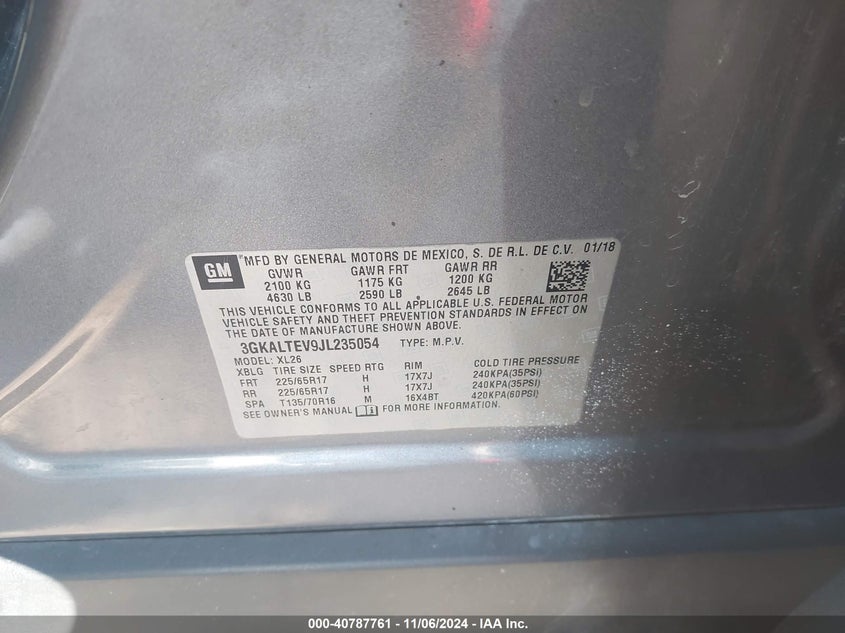 GM
MFD BY GENERAL MOTORS DE MEXICO, S. DE R.L. DE C.V. 01/18
GVWR GAWR FRT GAWR RR
2100 KG 1175 KG 1200 KG
4630 LB 2590 LB 2645 LB
THIS VEHICLE CONFORMS TO ALL APPLICABLE U.S. FEDERAL MOTOR
VEHICLE SAFETY AND THEFT PREVENTION STANDARDS IN EFFECT ON
THE DATE OF MANUFACTURE SHOWN ABOVE.
3GKALTEV9JL235054 TYPE: M.P.V.
MODEL: XL26
XBLG TIRE SIZE SPEED RTG RIM COLD TIRE PRESSURE
FRT 225/65R17 H 17X7J 240KPA(35PSI)
RR 225/65R17 H 17X7J 240KPA(35PSI)
SPA T135/70R16 M 16X4BT 420KPA(60PSI)
SEE OWNER'S MANUAL FOR MORE INFORMATION.
000-40787761 - 11/06/2024 - IAA Inc.